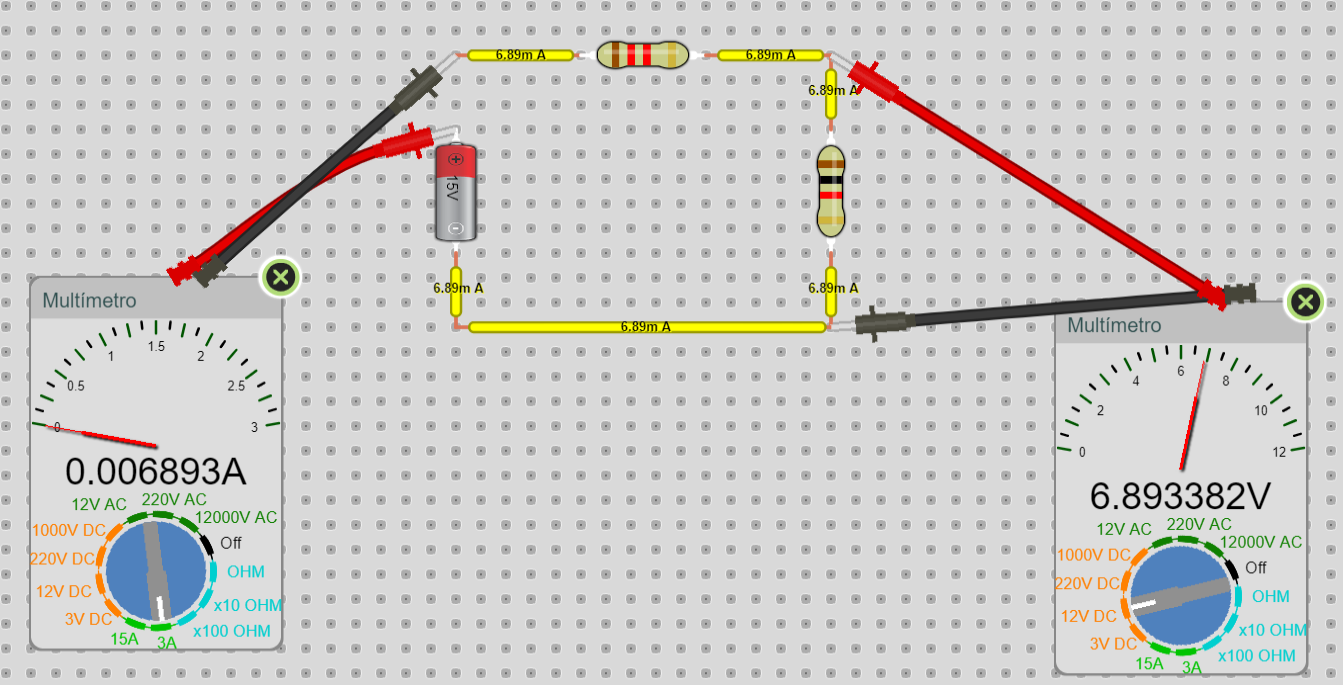 6,89m A
6,89m A
6.89m A
+
15V
-
6.89m A
6.89m A
6,89m A
Multímetro
0
0.5
1
1.5
2
2.5
3
0.006893A
12V AC
220V AC
12000V AC
1000V DC
Off
220V DC
OHM
12V DC
x10 OHM
3V DC
x100 OHM
15A
3A
Multímetro
0
2
4
6
8
10
12
6.893382V
12V AC
220V AC
12000V AC
1000V DC
Off
220V DC
OHM
12V DC
x10 OHM
3V DC
x100 OHM
15A
3A